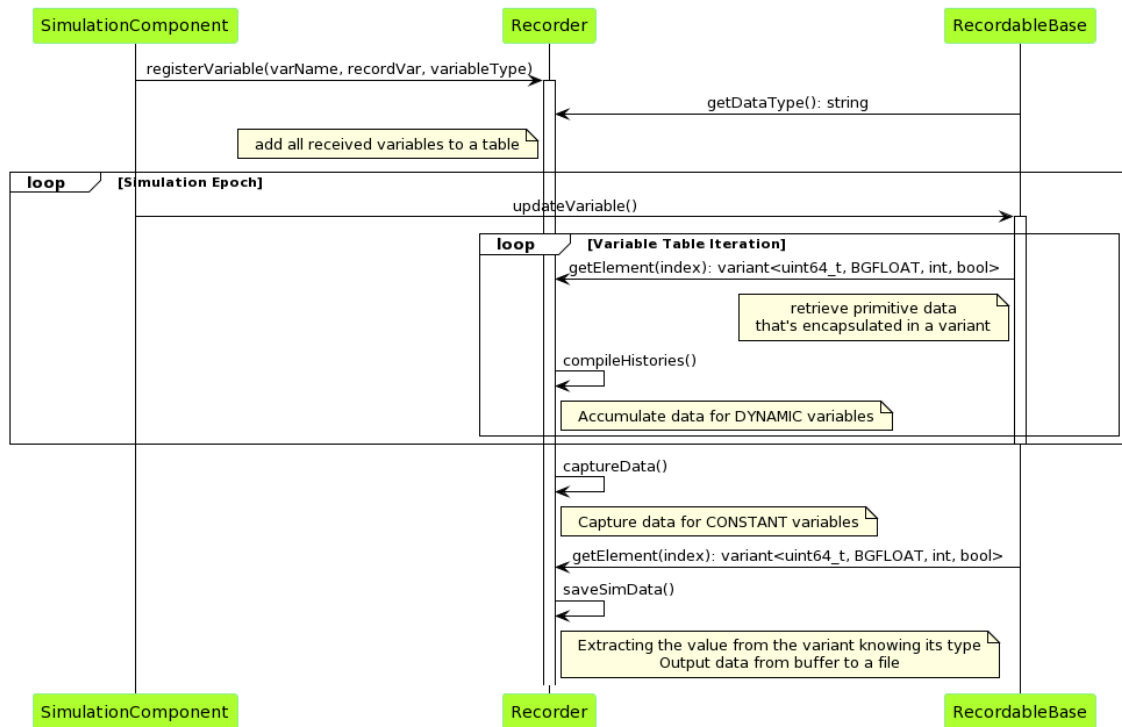 SimulationComponent
Recorder
RecordableBase
registerVariable(varName, recordVar, variableType)
getDataType(): string
add all received variables to a table
loop
[Simulation Epoch]
updateVariable()
loop
[Variable Table Iteration]
getElement(index): variant<uint64_t, BGFLOAT, int, bool>
retrieve primitive data
that's encapsulated in a variant
compileHistories()
Accumulate data for DYNAMIC variables
captureData()
Capture data for CONSTANT variables
getElement(index): variant<uint64_t, BGFLOAT, int, bool>
saveSimData()
Extracting the value from the variant knowing its type
Output data from buffer to a file
SimulationComponent
Recorder
RecordableBase